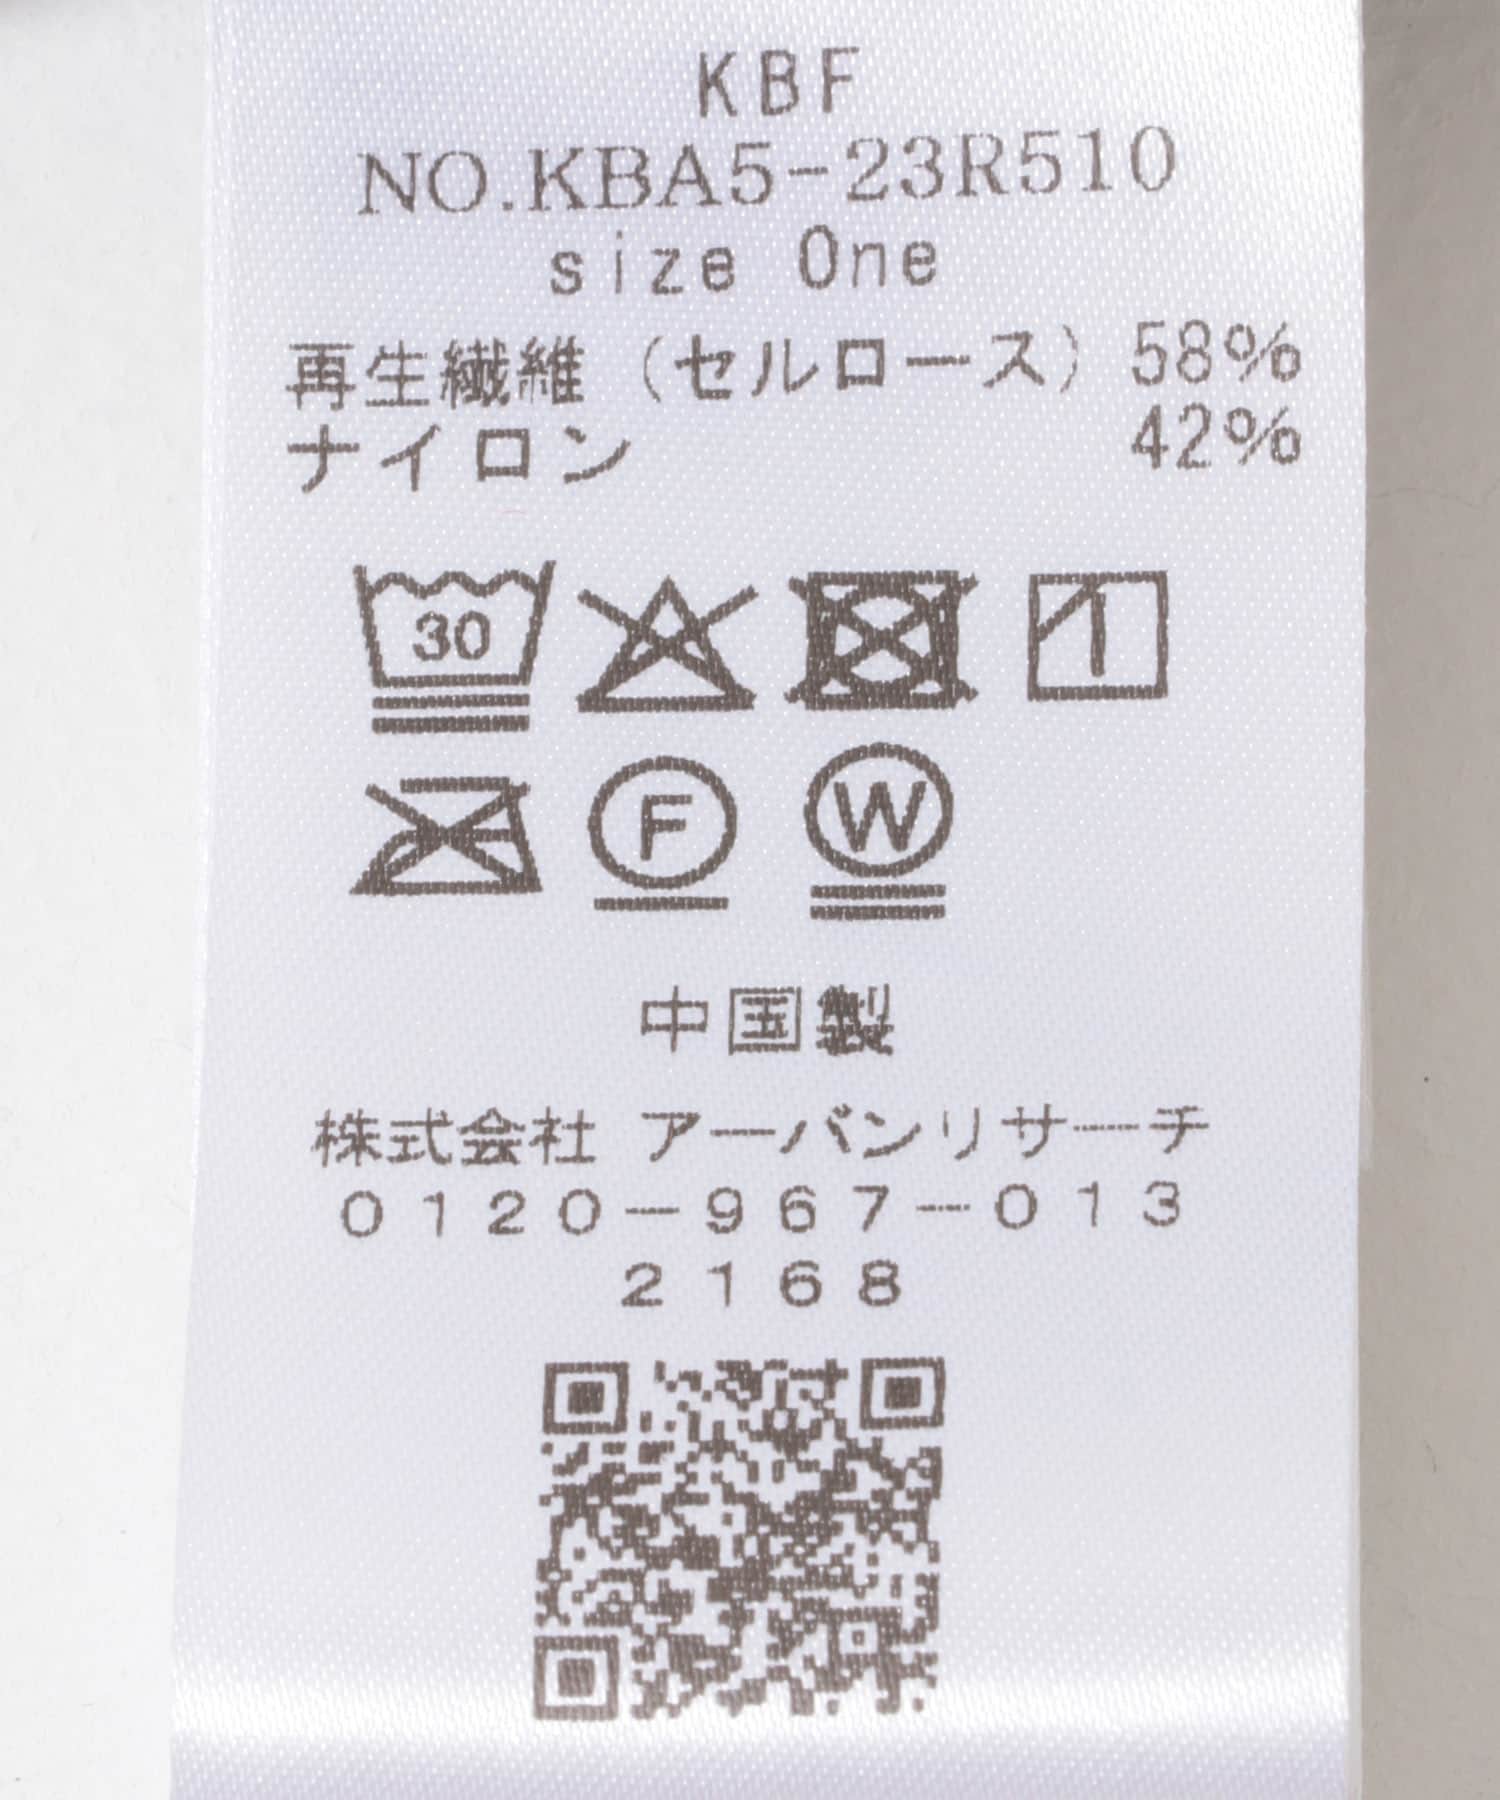 KBF
NO.KBA5-23R510
size One
再生繊維（セルロース）58%
ナイロン 42%
30
F W
中国製
株式会社 アーバンリサーチ
0120-967-013
2168